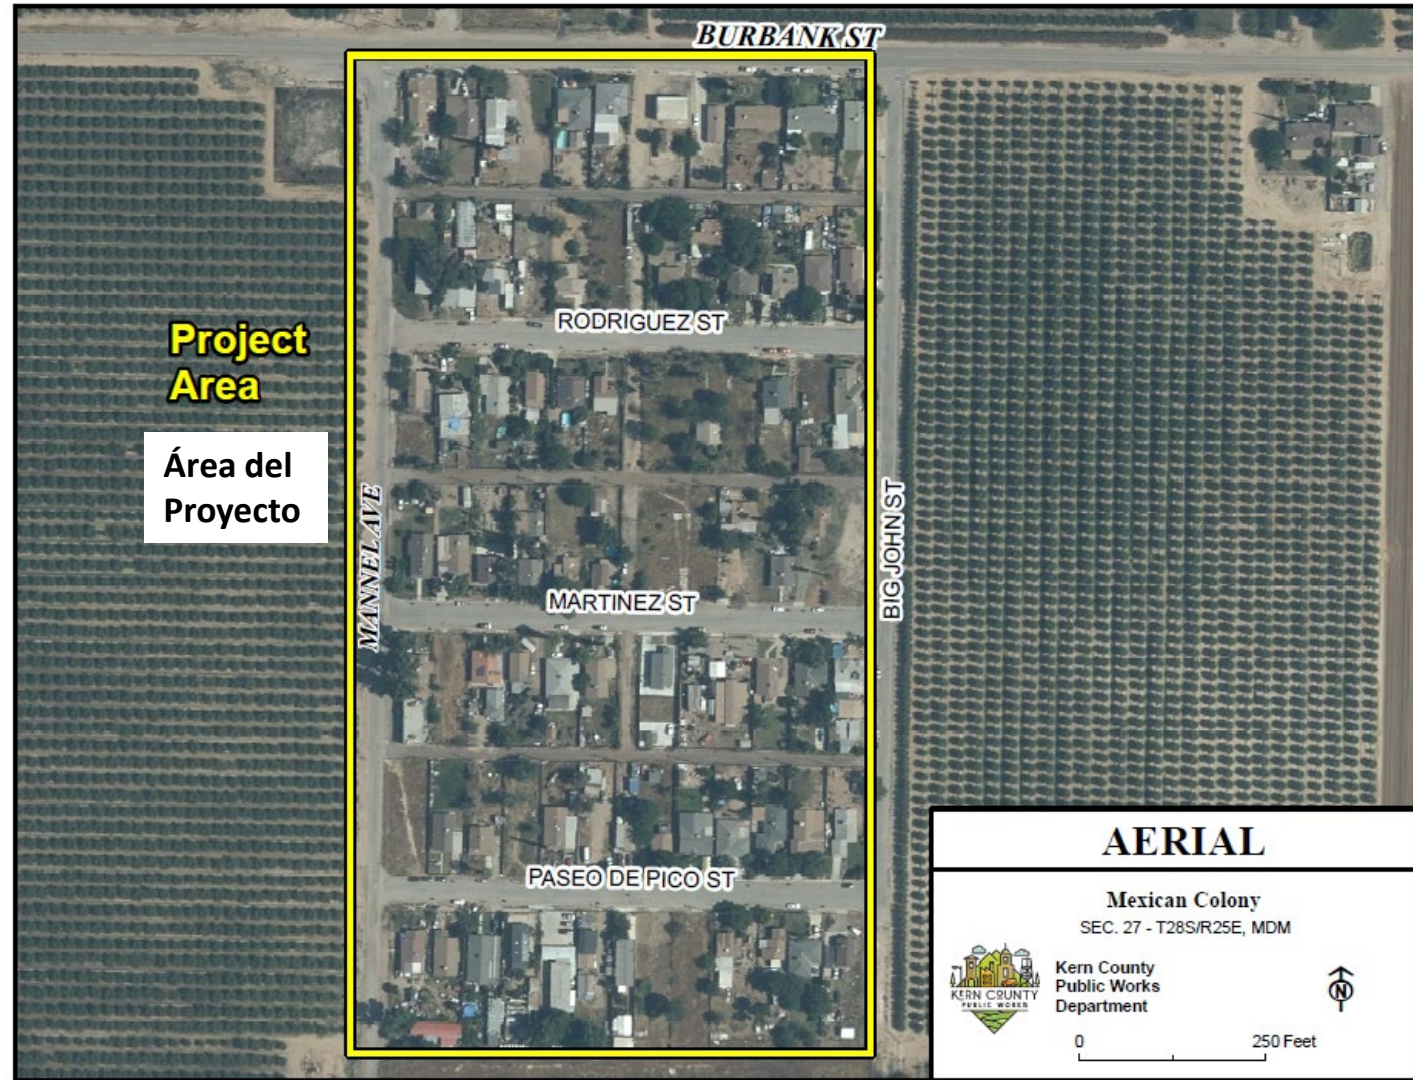 BURBANK ST
RODRIGUEZ ST
Project
Area
Área del
Proyecto
MANNEL AVE
BIG JOHN ST
MARTINEZ ST
PASEO DE PICO ST
AERIAL
Mexican Colony
SEC. 27 - T28S/R25E, MDM
KERN COUNTY
PUBLIC WORKS
Kern County
Public Works
Department
N
0 250 Feet